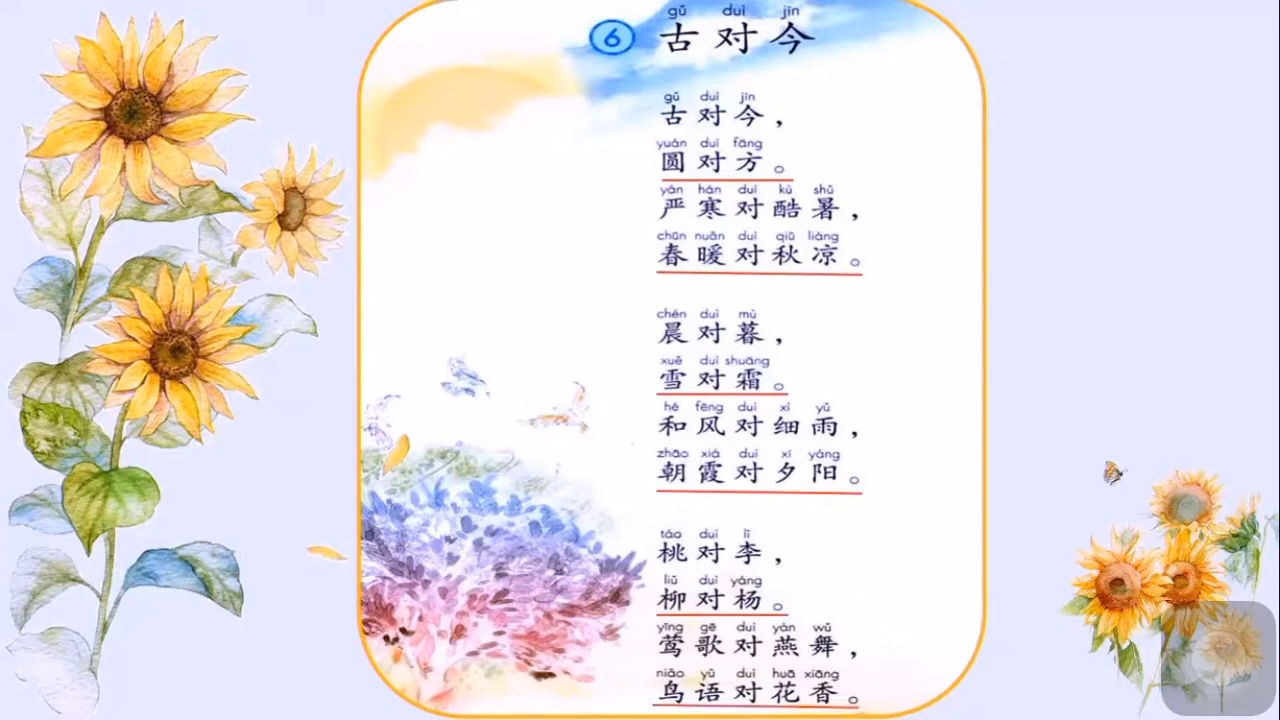 gǔ duì jīn
6 古对今
gǔ duì jīn
古对今，
yuán duì fāng
圆对方。
yán hán duì kù shǔ
严寒对酷暑，
chūn nuǎn duì qiū liáng
春暖对秋凉。
chén duì mù
晨对暮，
xuě duì shuāng
雪对霜。
hé fēng duì xì yǔ
和风对细雨，
zhāo xiá duì xī yáng
朝霞对夕阳。
táo duì lǐ
桃对李，
liǔ duì yáng
柳对杨。
yīng gē duì yàn wǔ
莺歌对燕舞，
niǎo yǔ duì huā xiāng
鸟语对花香。